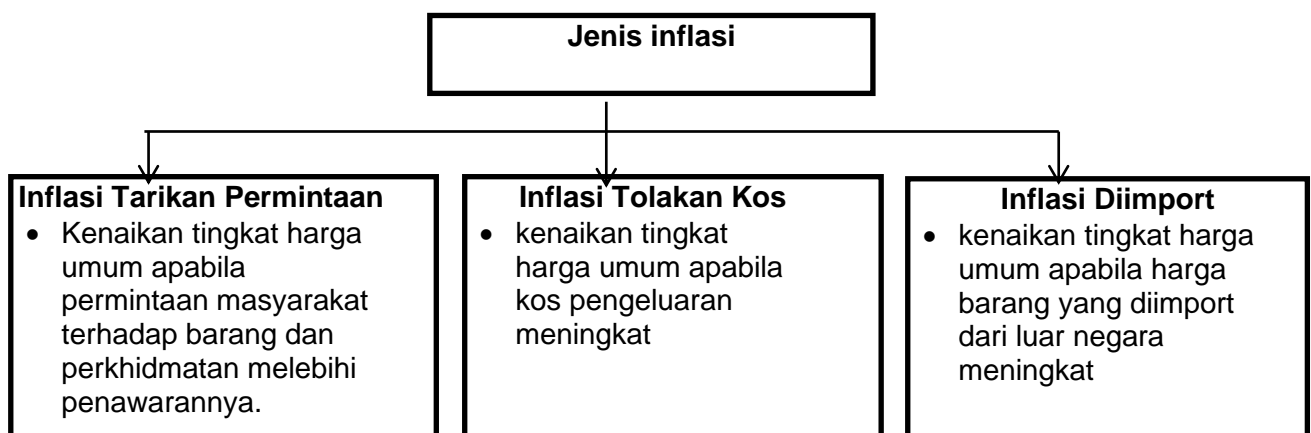 Jenis inflasi
Inflasi Tarikan Permintaan
• Kenaikan tingkat harga
umum apabila
permintaan masyarakat
terhadap barang dan
perkhidmatan melebihi
penawarannya.
Inflasi Tolakan Kos
• kenaikan tingkat
harga umum apabila
kos pengeluaran
meningkat
Inflasi Diimport
• kenaikan tingkat harga
umum apabila harga
barang yang diimport
dari luar negara
meningkat